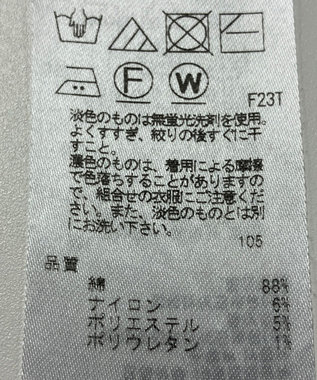 F W F23T
淡色のものは無蛍光洗剤を使用。
よくすすぎ、絞りの後すぐに干
すこと。
濃色のものは、着用による摩擦
で色落ちすることがありますの
で、組合せの衣服にご注意くだ
さい。また、淡色のものとは別
にお洗い下さい。
105
品質
綿 88%
ナイロン 6%
ポリエステル 5%
ポリウレタン 1%